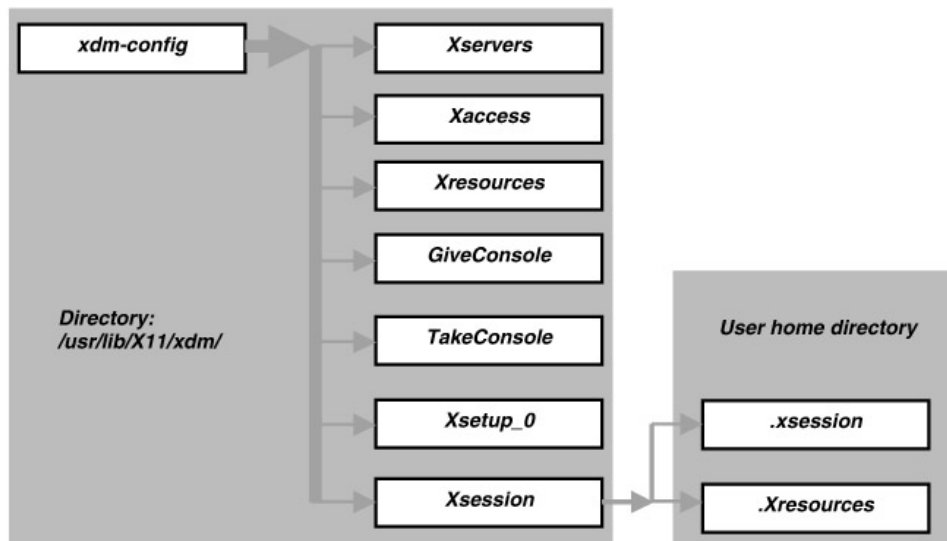 xdm-config
Xservers
Xaccess
Xresources
GiveConsole
Directory:
/usr/lib/X11/xdm/
TakeConsole
User home directory
Xsetup_0
.xsession
Xsession
.Xresources